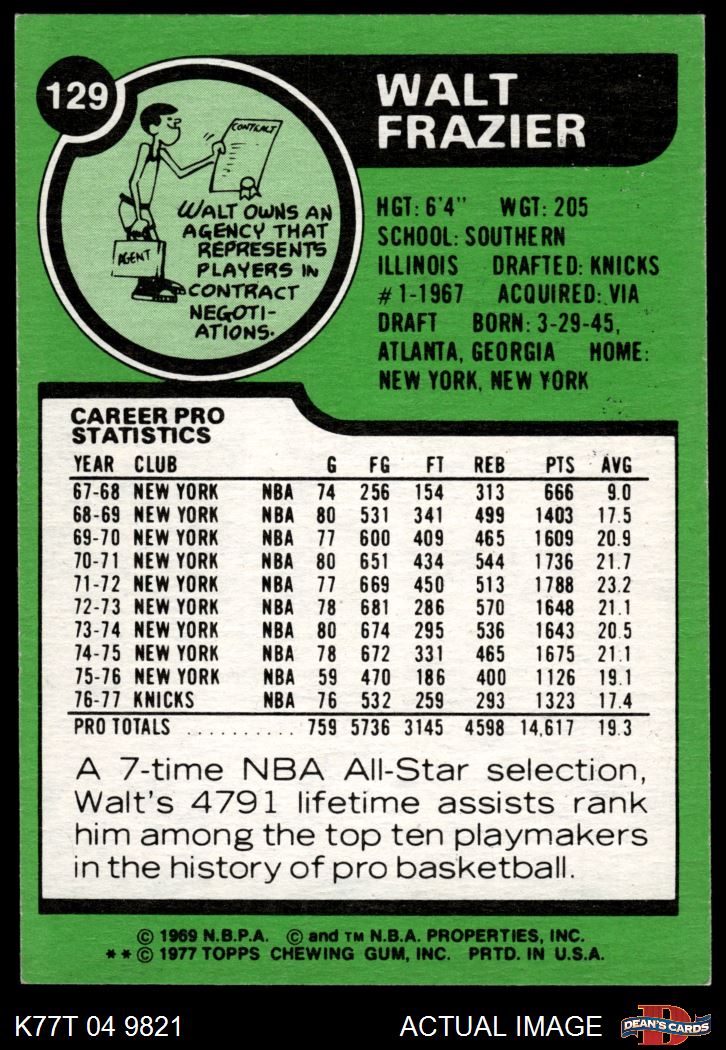 129
WALT
FRAZIER
CONTRACT
WALT OWNS AN
AGENCY THAT
REPRESENTS
PLAYERS IN
CONTRACT
NEGOTI-
ATIONS.
AGENT
HGT: 6'4" WGT: 205
SCHOOL: SOUTHERN
ILLINOIS DRAFTED: KNICKS
#1-1967 ACQUIRED: VIA
DRAFT BORN: 3-29-45,
ATLANTA, GEORGIA HOME:
NEW YORK, NEW YORK
CAREER PRO
STATISTICS
YEAR CLUB G FG FT REB PTS AVG
67-68 NEW YORK NBA 74 256 154 313 666 9.0
68-69 NEW YORK NBA 80 531 341 499 1403 17.5
69-70 NEW YORK NBA 77 600 409 465 1609 20.9
70-71 NEW YORK NBA 80 651 434 544 1736 21.7
71-72 NEW YORK NBA 77 669 450 513 1788 23.2
72-73 NEW YORK NBA 78 681 286 570 1648 21.1
73-74 NEW YORK NBA 80 674 295 536 1643 20.5
74-75 NEW YORK NBA 78 672 331 465 1675 21.1
75-76 NEW YORK NBA 59 470 186 400 1126 19.1
76-77 KNICKS NBA 76 532 259 293 1323 17.4
PRO TOTALS .......... 759 5736 3145 4598 14,617 19.3
A 7-time NBA All-Star selection,
Walt's 4791 lifetime assists rank
him among the top ten playmakers
in the history of pro basketball.
© 1969 N.B.P.A. © and TM N.B.A. PROPERTIES, INC.
**© 1977 TOPPS CHEWING GUM, INC. PRTD. IN U.S.A.
K77T 04 9821 ACTUAL IMAGE
D
DEAN'S CARDS